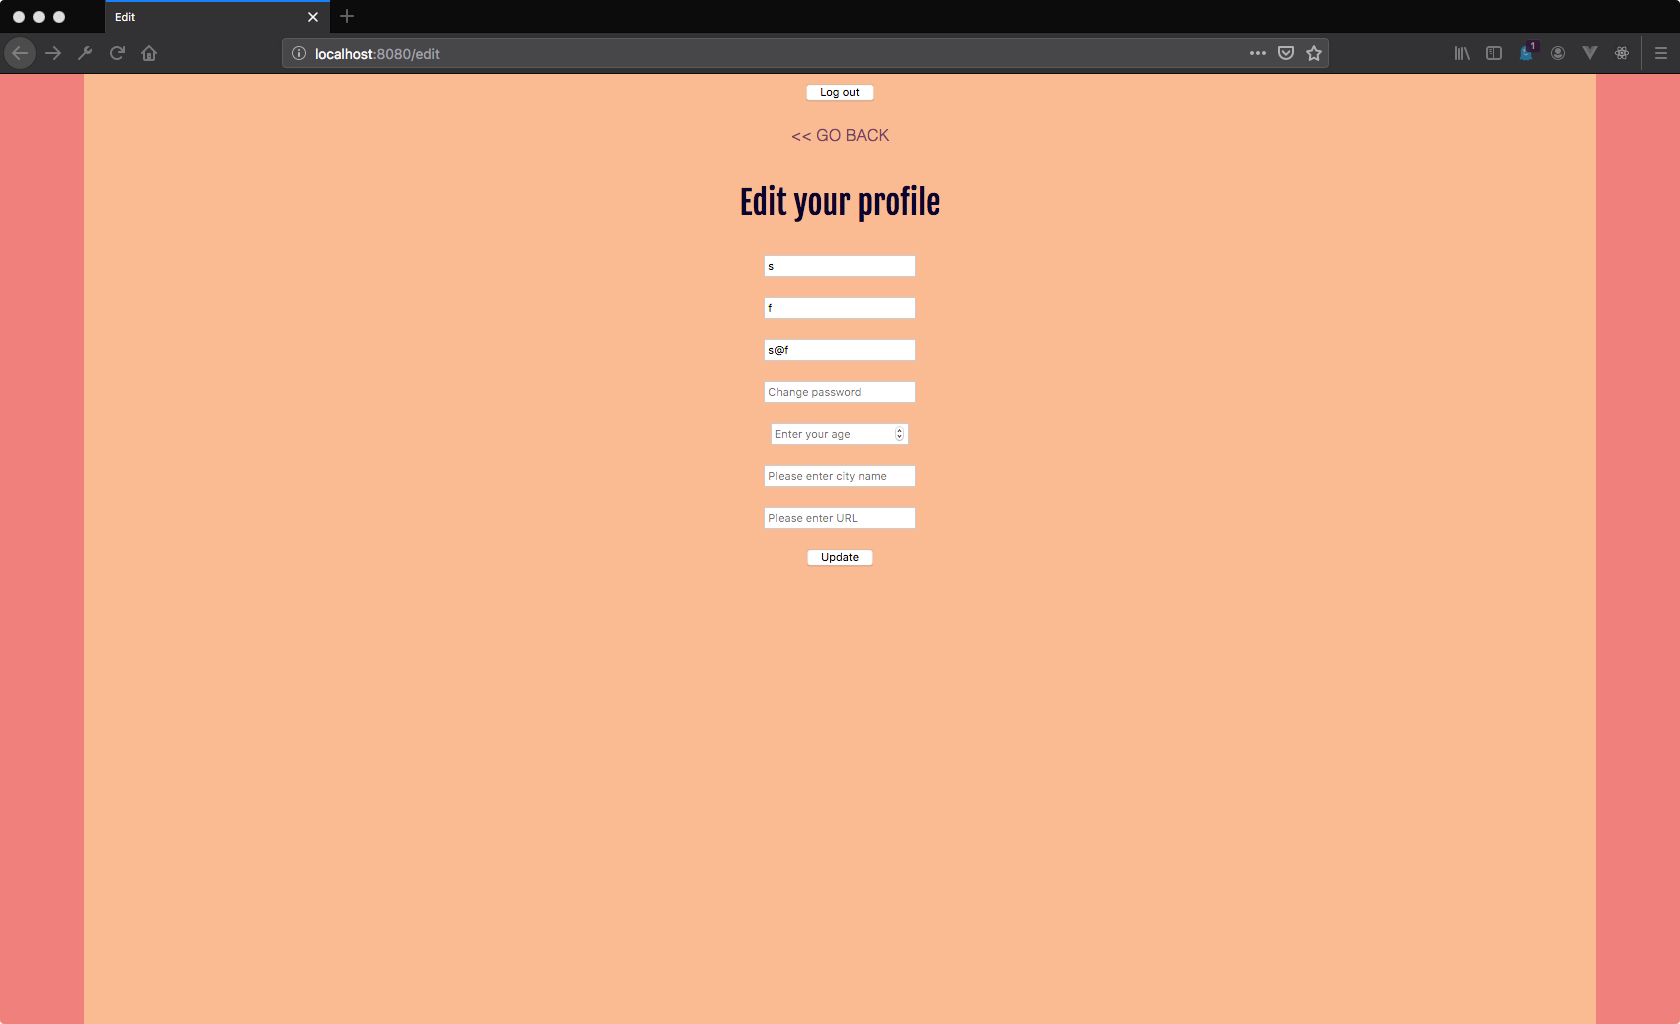 Edit
localhost:8080/edit
1
Log out
<< GO BACK
Edit your profile
s
f
s@f
Change password
Enter your age
Please enter city name
Please enter URL
Update